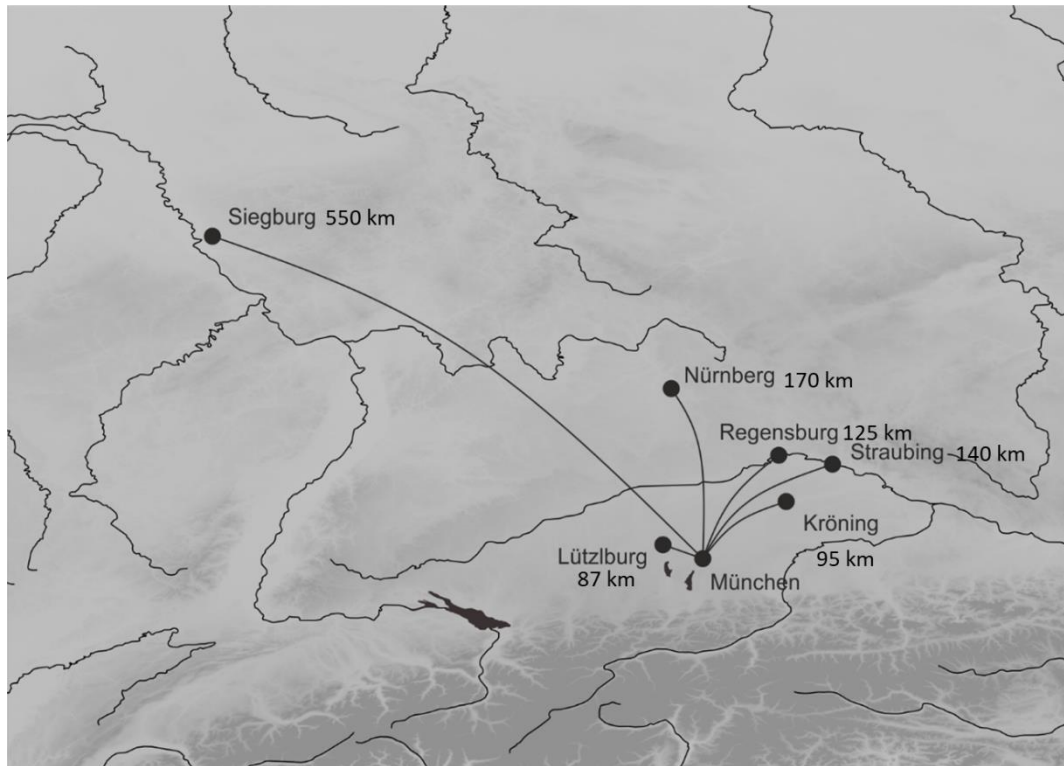 Siegburg 550 km
Nürnberg 170 km
Regensburg 125 km
Straubing 140 km
Kröning
95 km
Lützlburg
87 km
München